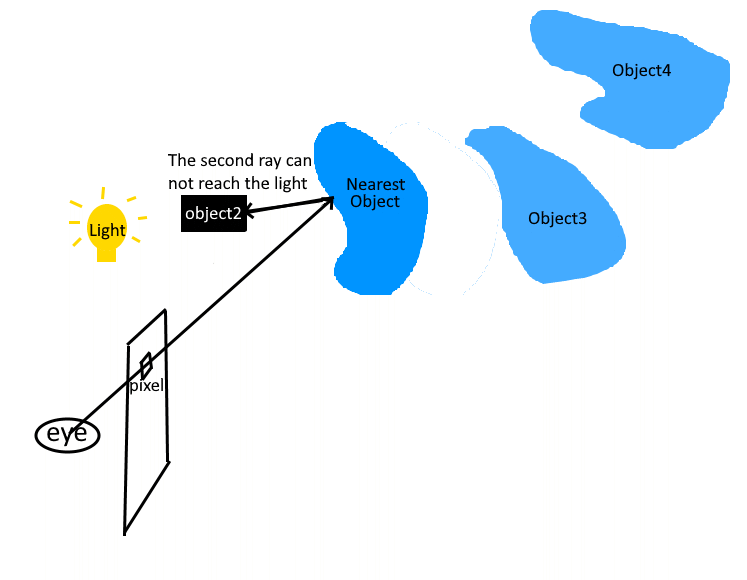 Object4
The second ray can
not reach the light
Nearest
Object
object2
Light
Object3
pixel
eye